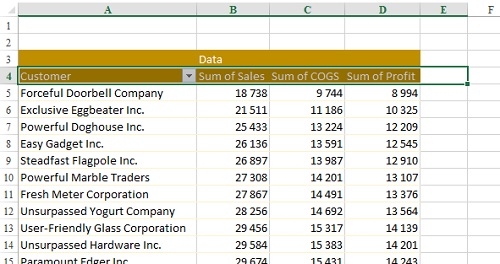 A B C D E F
1
2
3 Data
4 Customer Sum of Sales Sum of COGS Sum of Profit
5 Forceful Doorbell Company 18 738 9 744 8 994
6 Exclusive Eggbeater Inc. 21 511 11 186 10 325
7 Powerful Doghouse Inc. 25 433 13 224 12 209
8 Easy Gadget Inc. 26 136 13 591 12 545
9 Steadfast Flagpole Inc. 26 897 13 987 12 910
10 Powerful Marble Traders 27 308 14 201 13 107
11 Fresh Meter Corporation 27 867 14 491 13 376
12 Unsurpassed Yogurt Company 28 256 14 692 13 564
13 User-Friendly Glass Corporation 29 456 15 317 14 139
14 Unsurpassed Hardware Inc. 29 584 15 383 14 201
15 Paramount Edger Inc. 29 674 15 431 14 243